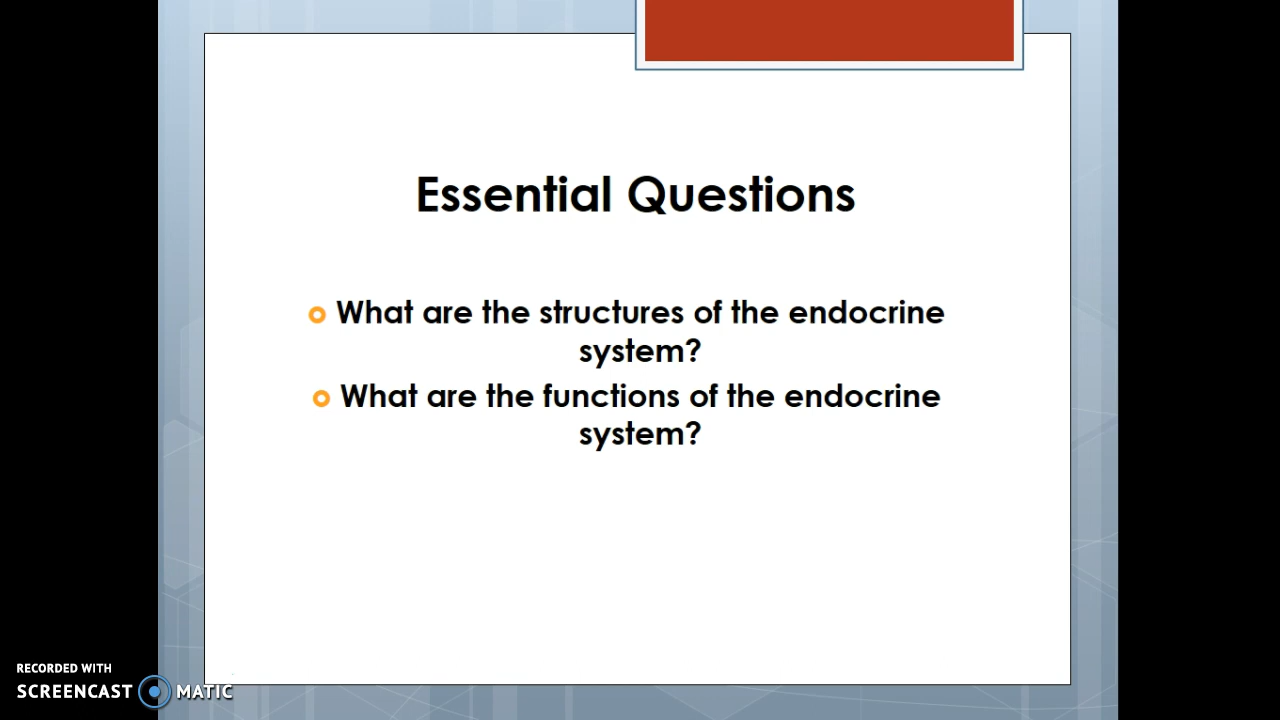 Essential Questions
What are the structures of the endocrine
system?
What are the functions of the endocrine
system?
RECORDED WITH
SCREENCAST MATIC